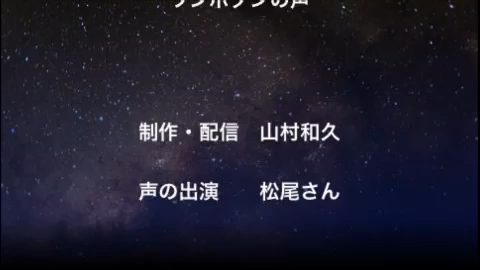 制作・配信　山村和久
声の出演　　松尾さん